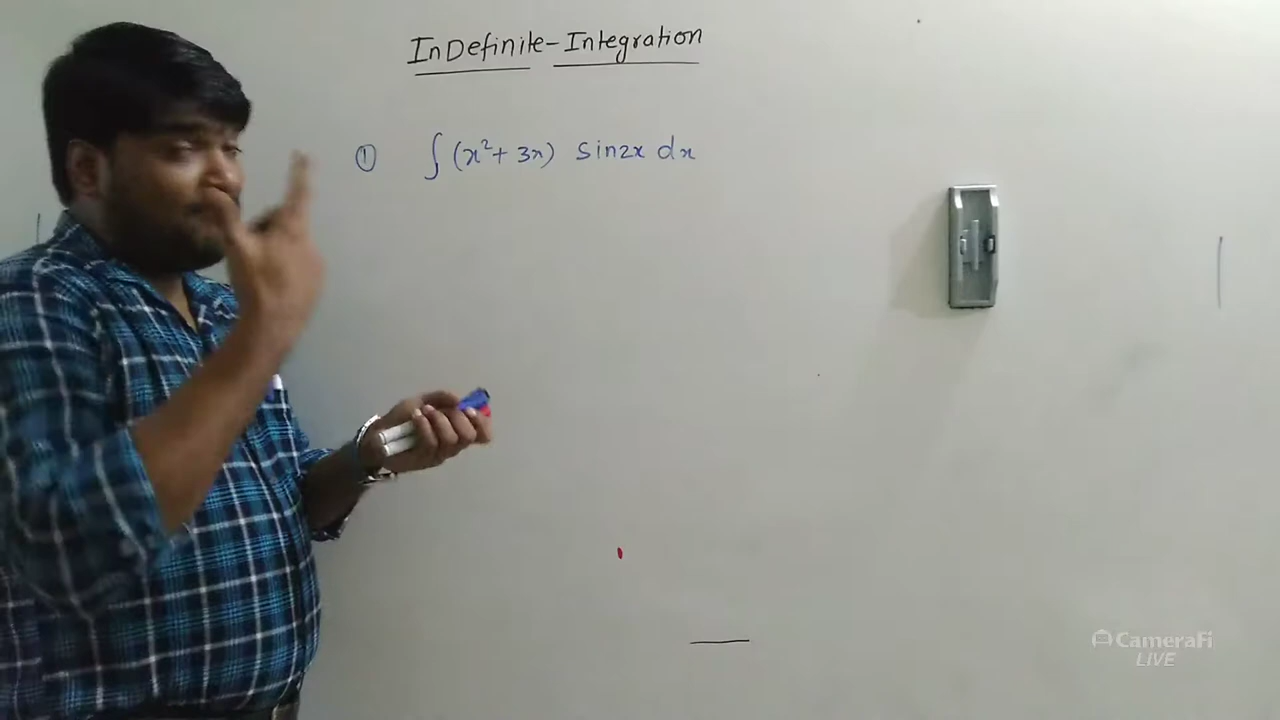 InDefinite-Integration
① ∫(x²+3x) Sin2x dx
CameraFi
LIVE